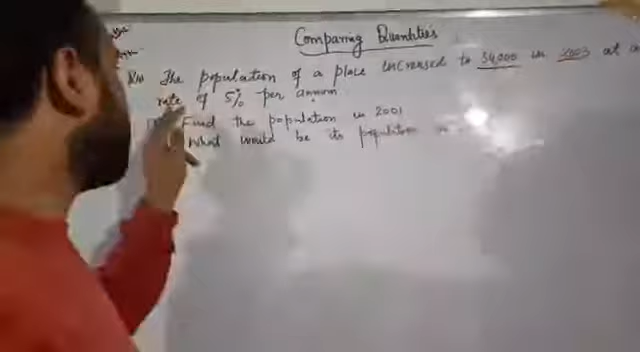 Comparing Quantities
The population of a place increased to 54,000 in 2003 at a
rate of 5% per annum
Find the population in 2001
What would be its population in